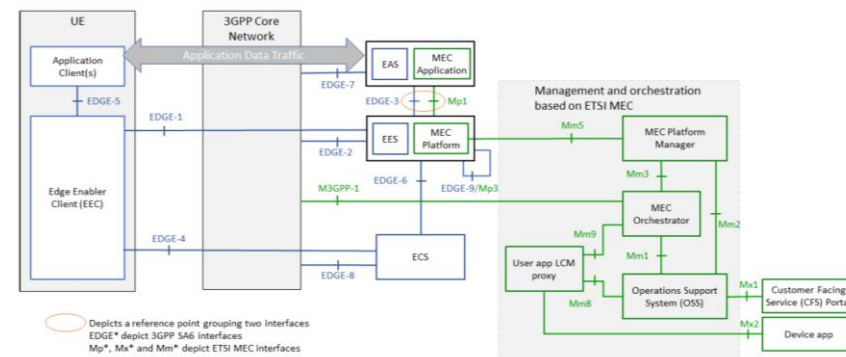 UE
3GPP Core
Network
Application
Client(s)
Application Data Traffic
EAS
MEC
Application
EDGE-7
EDGE-5
EDGE-3
Mp1
Management and orchestration
based on ETSI MEC
EDGE-1
EES
MEC
Platform
Mm5
MEC Platform
Manager
EDGE-2
EDGE-6
EDGE-9/Mp3
Mm3
M3GPP-1
Edge Enabler
Client (EEC)
MEC
Orchestrator
Mm2
EDGE-4
Mm9
ECS
User app LCM
proxy
Mm1
EDGE-8
Mm8
Operations Support
System (OSS)
Mx1
Customer Facing
Service (CFS) Porta
Mx2
Device app
Depicts a reference point grouping two interfaces
EDGE* depict 3GPP SA6 interfaces
Mp*, Mx* and Mm* depict ETSI MEC interfaces